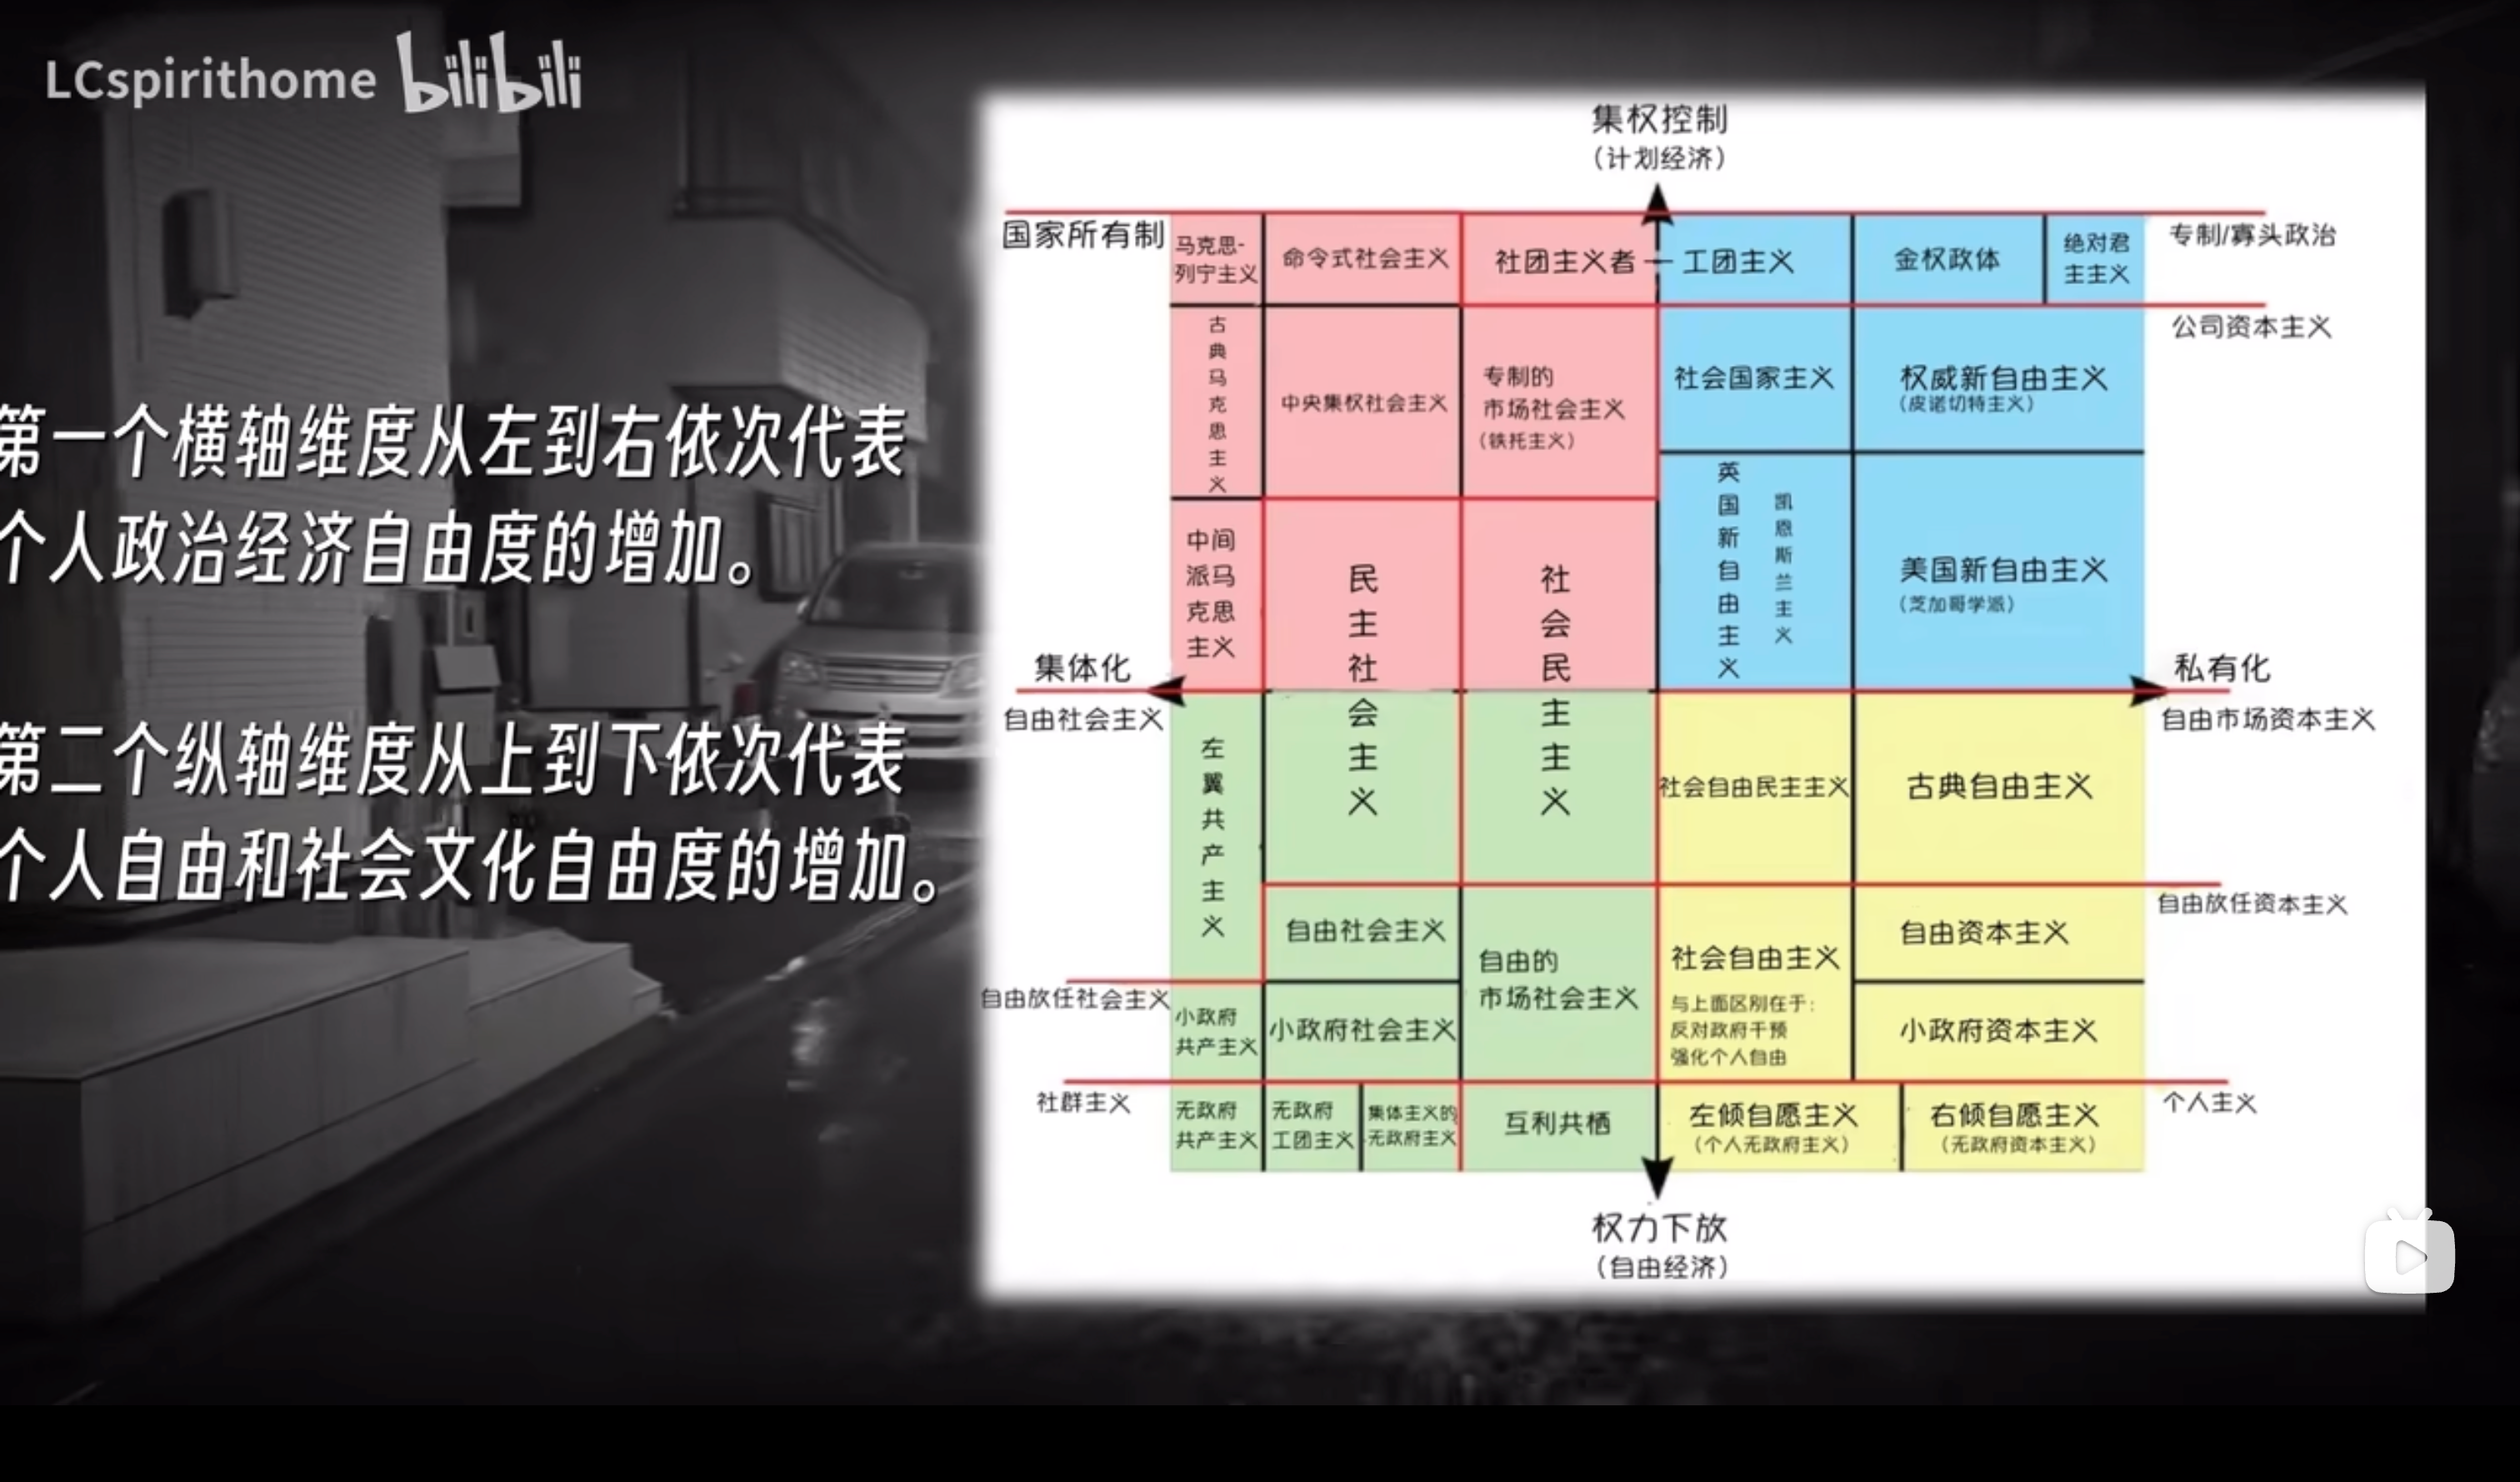 LCspirithome bilibili
第一个横轴维度从左到右依次代表
个人政治经济自由度的增加。
第二个纵轴维度从上到下依次代表
个人自由和社会文化自由度的增加。
集权控制
（计划经济）
国家所有制
马克思-
列宁主义
命令式社会主义
社团主义者
工团主义
金权政体
绝对君
主主义
专制/寡头政治
公司资本主义
古典马克思主义
中央集权社会主义
专制的
市场社会主义
（铁托主义）
社会国家主义
权威新自由主义
（皮诺切特主义）
中间
派马
克思
主义
民主社会主义
社会民主主义
英国新自由主义
凯恩斯兰主义
美国新自由主义
（芝加哥学派）
集体化
私有化
自由社会主义
自由市场资本主义
左翼共产主义
社会自由民主主义
古典自由主义
自由放任资本主义
自由社会主义
自由的
市场社会主义
社会自由主义
与上面区别在于：
反对政府干预
强化个人自由
自由资本主义
自由放任社会主义
小政府
共产主义
小政府社会主义
小政府资本主义
社群主义
个人主义
无政府
共产主义
无政府
工团主义
集体主义的
无政府主义
互利共栖
左倾自愿主义
（个人无政府主义）
右倾自愿主义
（无政府资本主义）
权力下放
（自由经济）